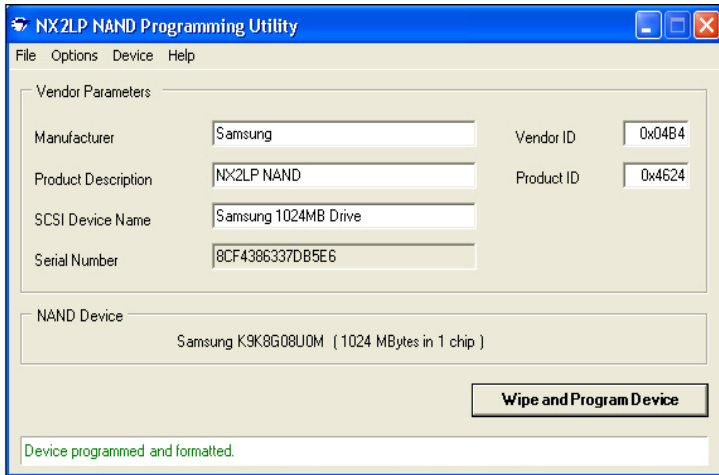 NX2LP NAND Programming Utility
File Options Device Help
Vendor Parameters
Manufacturer Samsung Vendor ID 0x04B4
Product Description NX2LP NAND Product ID 0x4624
SCSI Device Name Samsung 1024MB Drive
Serial Number 8CF4386337DB5E6
NAND Device
Samsung K9K8G08U0M ( 1024 MBytes in 1 chip )
Wipe and Program Device
Device programmed and formatted.